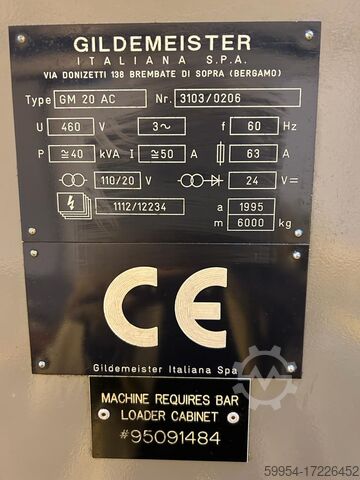 GILDEMEISTER
ITALIANA S.P.A.
VIA DONIZETTI 138 BREMBATE DI SOPRA (BERGAMO)
Type GM 20 AC Nr. 3103/0206
U 460 V 3~ f 60 Hz
P ≅40 kVA I ≅50 A 63 A
110/20 V 24 V=
1112/12234 a 1995
m 6000 kg
CE
Gildemeister Italiana Spa
MACHINE REQUIRES BAR
LOADER CABINET
#95091484
59954-17226452